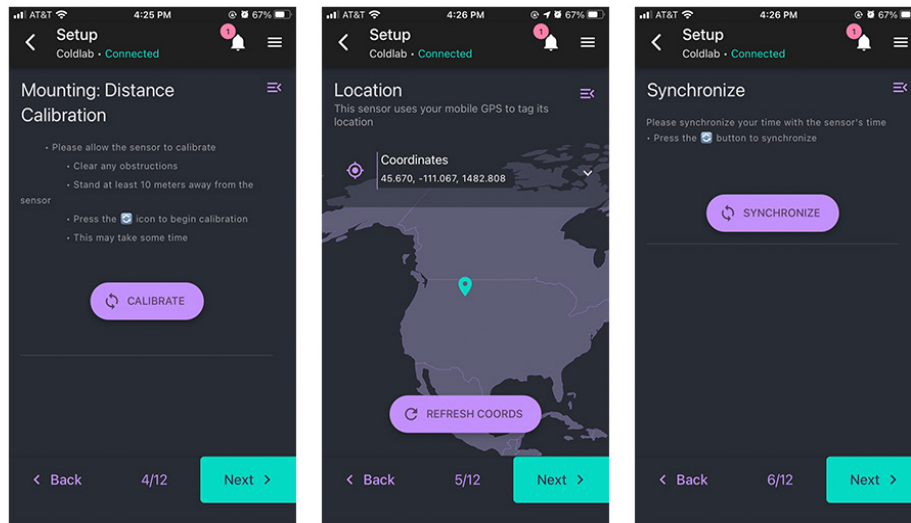 AT&T 4:25 PM 67%
1
Setup
Coldlab • Connected
Mounting: Distance
Calibration
• Please allow the sensor to calibrate
• Clear any obstructions
• Stand at least 10 meters away from the
sensor
• Press the icon to begin calibration
• This may take some time
CALIBRATE
< Back 4/12 Next >
AT&T 4:26 PM 67%
1
Setup
Coldlab • Connected
Location
This sensor uses your mobile GPS to tag its
location
Coordinates
45.670, -111.067, 1482.808
REFRESH COORDS
< Back 5/12 Next >
AT&T 4:26 PM 67%
1
Setup
Coldlab • Connected
Synchronize
Please synchronize your time with the sensor's time
• Press the button to synchronize
SYNCHRONIZE
< Back 6/12 Next >